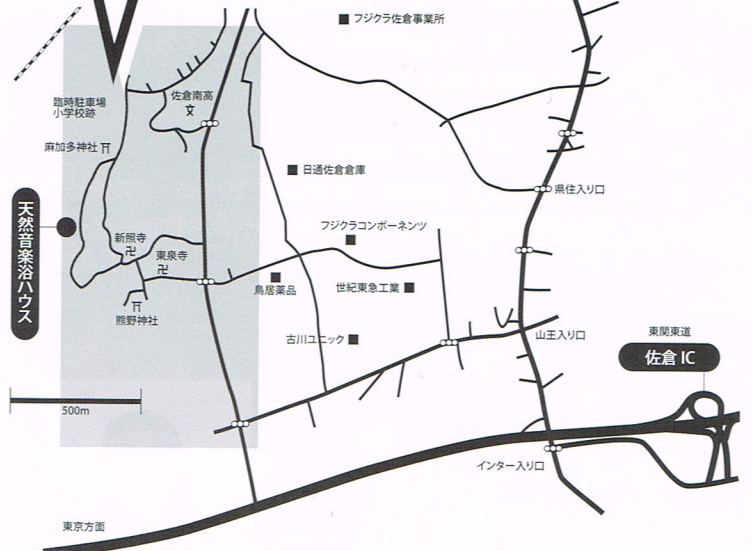 フジクラ佐倉事業所
臨時駐車場
小学校跡
佐倉南高
文
麻加多神社
日通佐倉倉庫
県住入り口
天然音楽浴ハウス
新照寺
卍
東泉寺
卍
フジクラコンポーネンツ
鳥居薬品
世紀東急工業
熊野神社
古川ユニック
山王入り口
東関東道
佐倉 IC
500m
インター入り口
東京方面